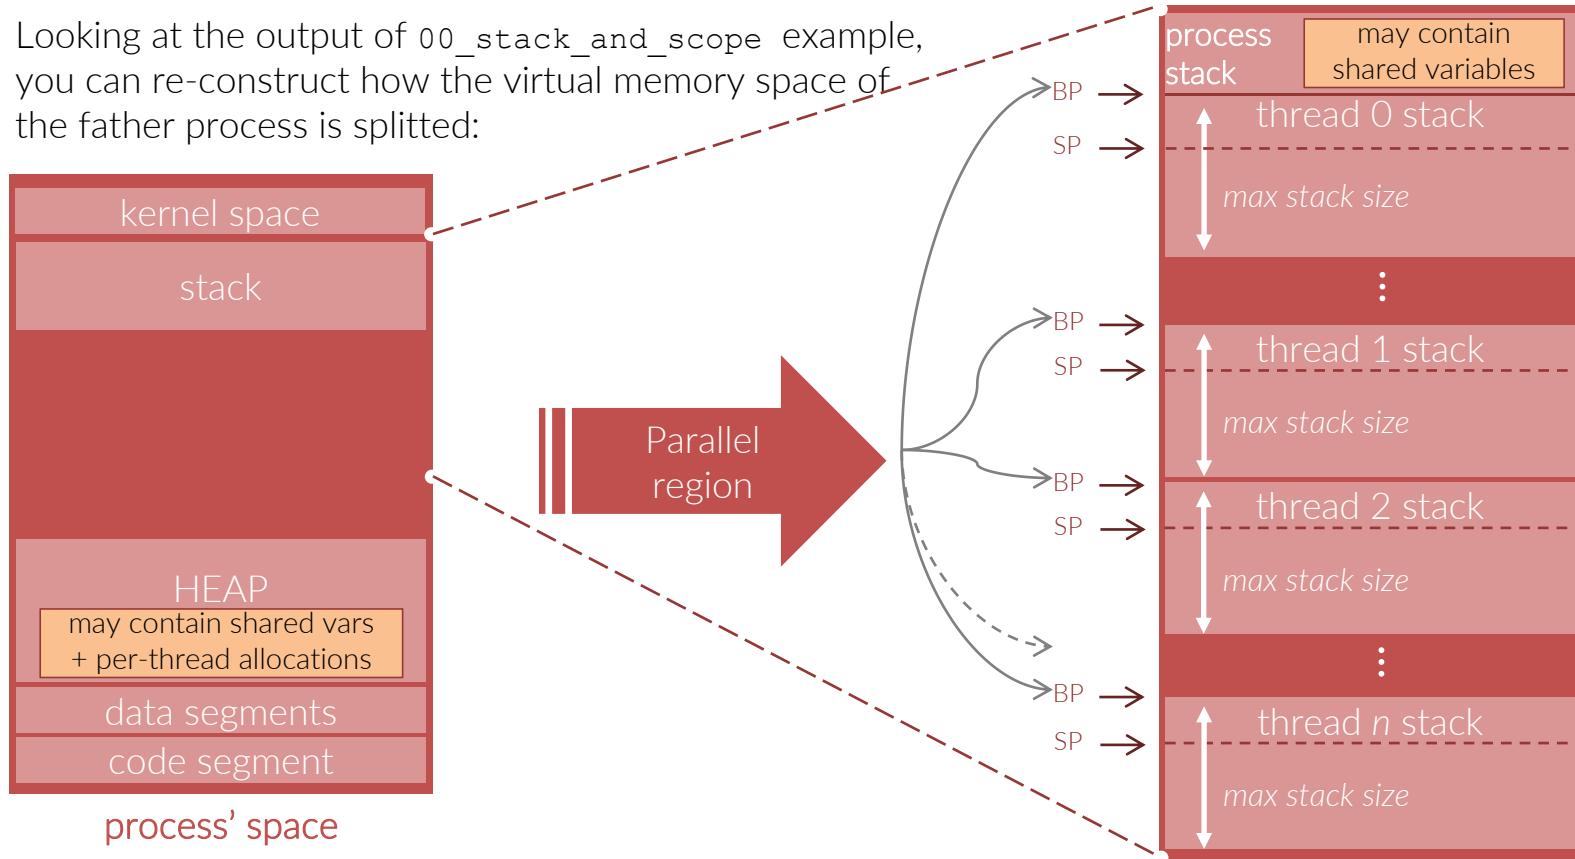 Looking at the output of 00_stack_and_scope example,
you can re-construct how the virtual memory space of
the father process is splitted:
kernel space
stack
HEAP
may contain shared vars
+ per-thread allocations
data segments
code segment
process’ space
Parallel
region
BP
SP
BP
SP
BP
SP
BP
SP
process
stack
may contain
shared variables
thread 0 stack
max stack size
⋮
thread 1 stack
max stack size
thread 2 stack
max stack size
⋮
thread n stack
max stack size